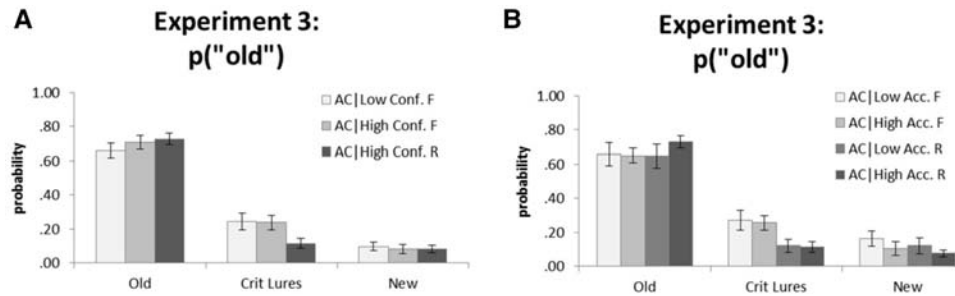 A
Experiment 3:
p("old")
probability
1.00
.80
.60
.40
.20
.00
AC|Low Conf. F
AC|High Conf. F
AC|High Conf. R
Old
Crit Lures
New
B
Experiment 3:
p("old")
probability
1.00
.80
.60
.40
.20
.00
AC|Low Acc. F
AC|High Acc. F
AC|Low Acc. R
AC|High Acc. R
Old
Crit Lures
New